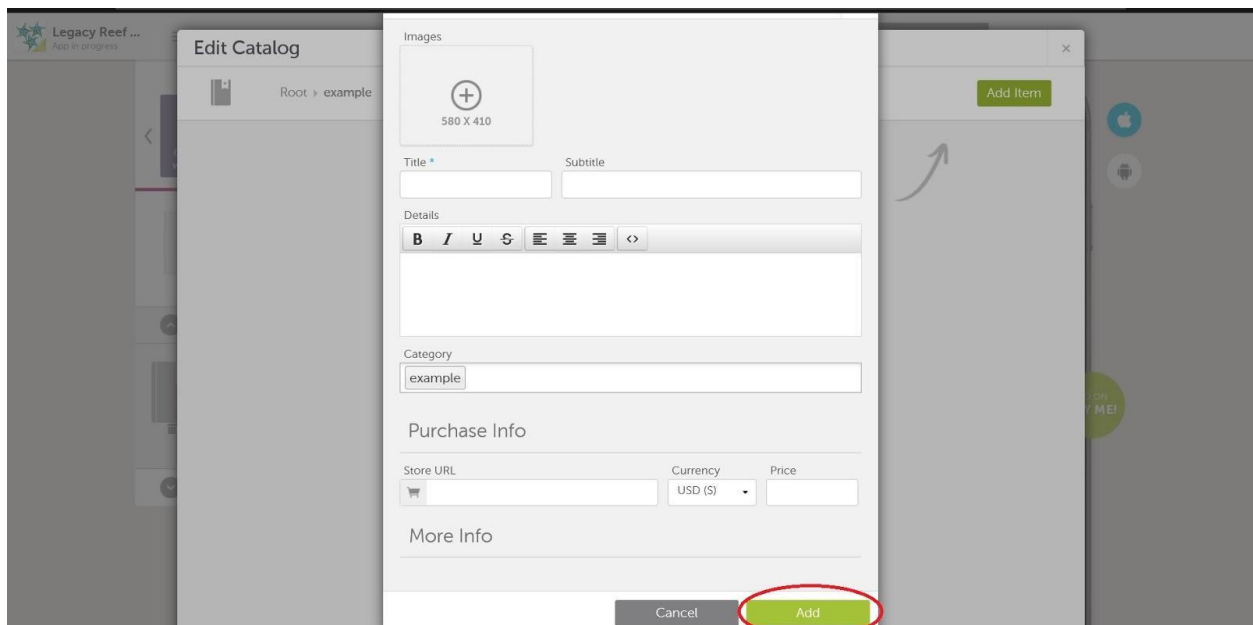 Legacy Reef ...
App in progress
Edit Catalog
×
Root › example
Add Item
Images
580 X 410
Title *
Subtitle
Details
B I U S <>
Category
example
ON
Y ME!
Purchase Info
Store URL
Currency
Price
USD ($)
More Info
Cancel
Add